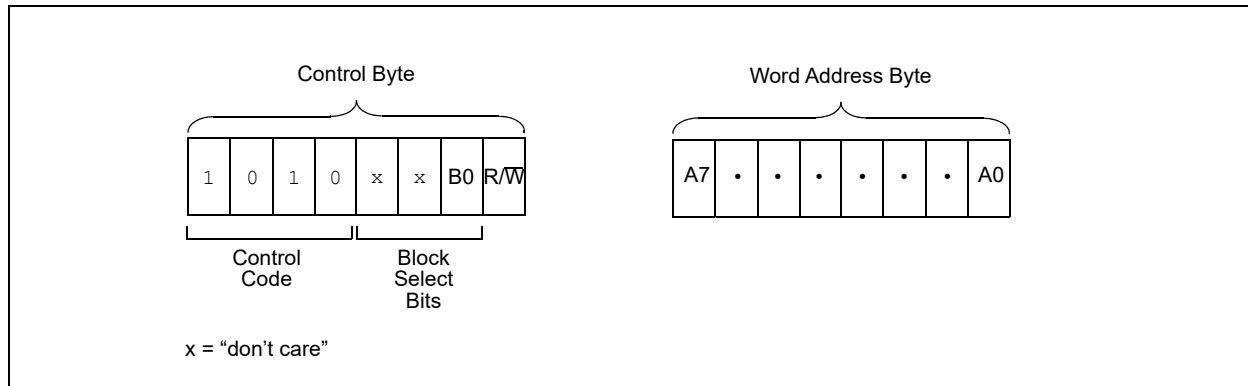 Control Byte
Word Address Byte
1 0 1 0 x x B0 R/W̅
A7 • • • • • • A0
Control
Code
Block
Select
Bits
x = “don’t care”